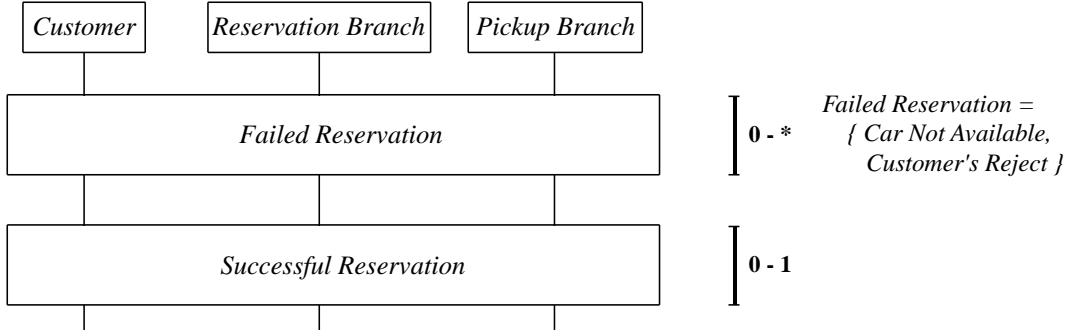 Customer
Reservation Branch
Pickup Branch
Failed Reservation
0 - *
Failed Reservation =
{ Car Not Available,
Customer's Reject }
Successful Reservation
0 - 1